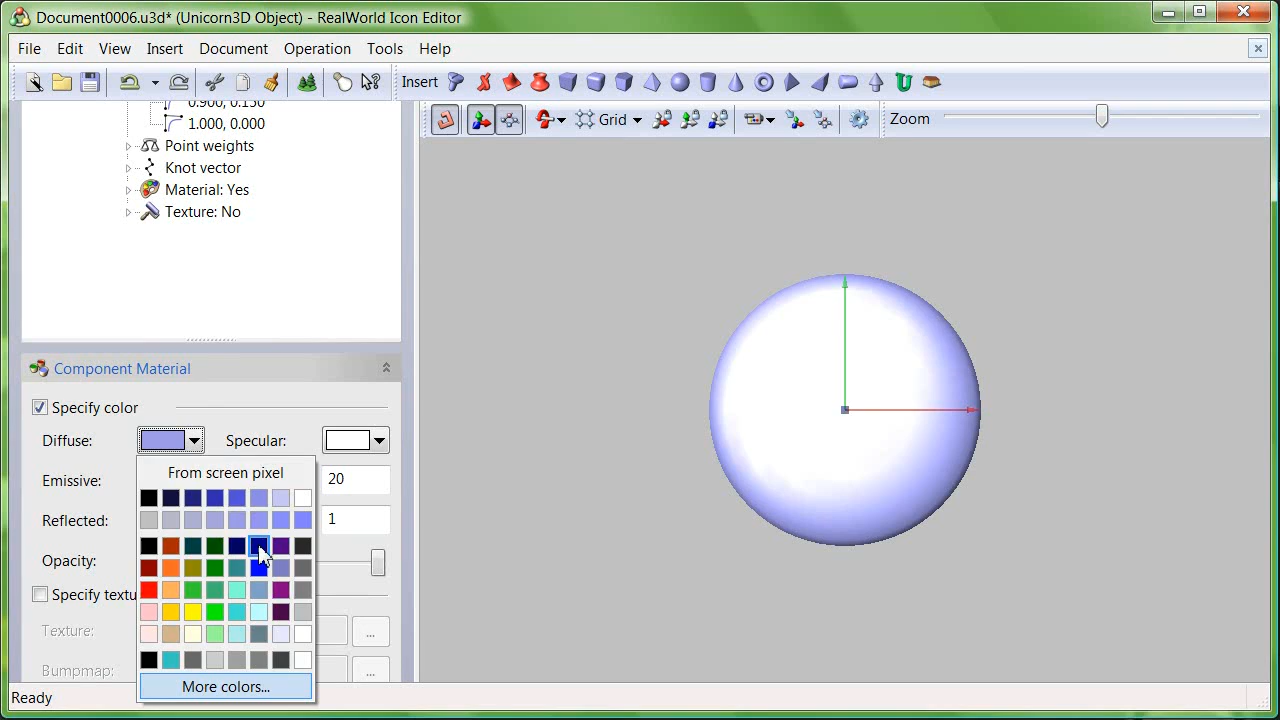 Document0006.u3d* (Unicorn3D Object) - RealWorld Icon Editor
File Edit View Insert Document Operation Tools Help
Insert
Grid Zoom
0.900, 0.150
1.000, 0.000
Point weights
Knot vector
Material: Yes
Texture: No
Component Material
Specify color
Diffuse: Specular:
From screen pixel
Emissive: 20
Reflected: 1
Opacity:
Specify textu
Texture: ...
Bumpmap: ...
More colors...
Ready